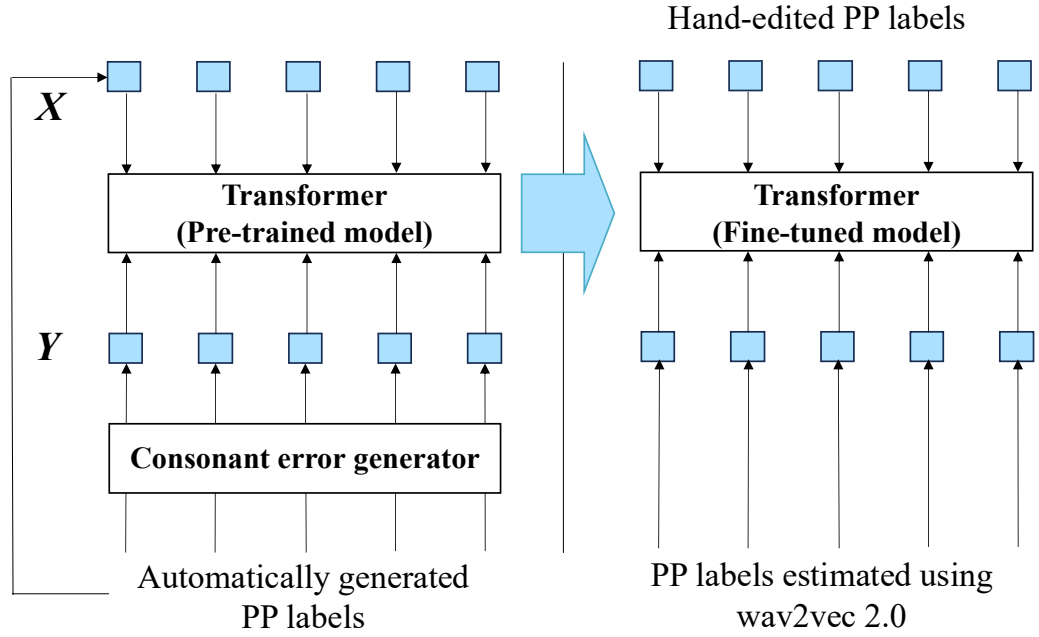 Hand-edited PP labels
X
Transformer
(Pre-trained model)
Transformer
(Fine-tuned model)
Y
Consonant error generator
Automatically generated
PP labels
PP labels estimated using
wav2vec 2.0